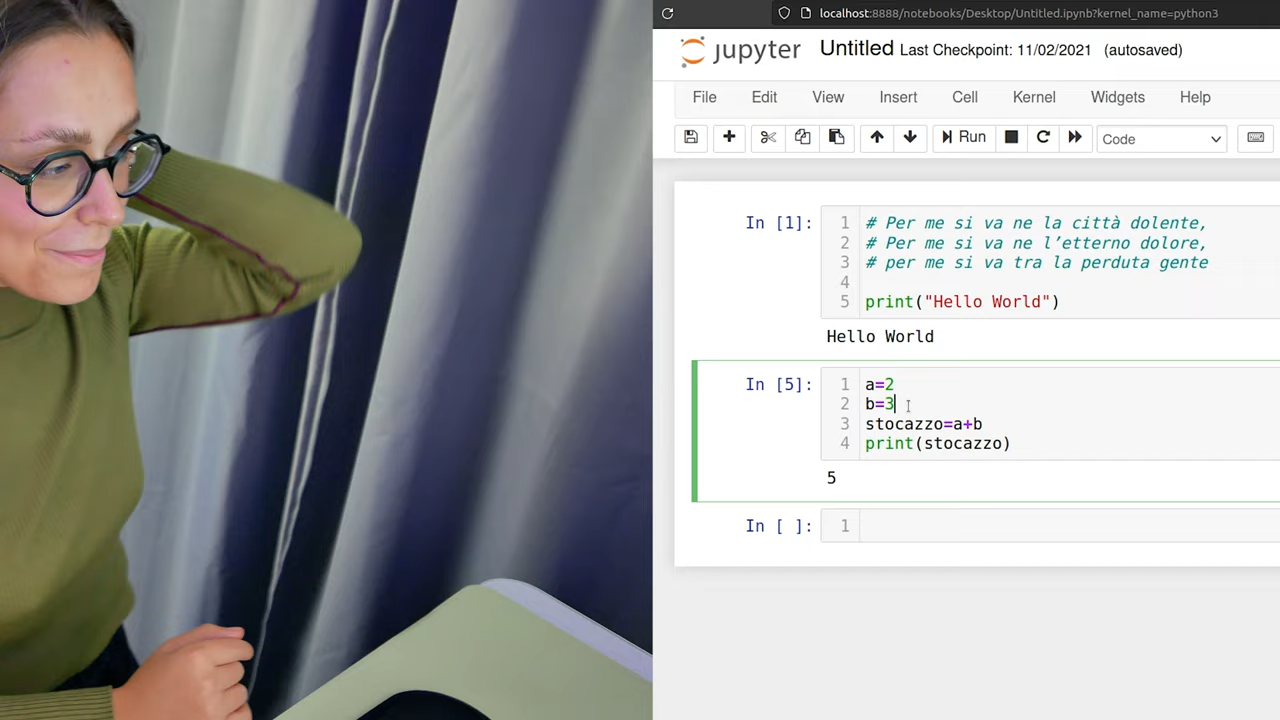 localhost:8888/notebooks/Desktop/Untitled.ipynb?kernel_name=python3
jupyter Untitled Last Checkpoint: 11/02/2021 (autosaved)
File Edit View Insert Cell Kernel Widgets Help
Run Code
In [1]:
1 # Per me si va ne la città dolente,
2 # Per me si va ne l’etterno dolore,
3 # per me si va tra la perduta gente
4
5 print("Hello World")
Hello World
In [5]:
1 a=2
2 b=3
3 stocazzo=a+b
4 print(stocazzo)
5
In [ ]:
1